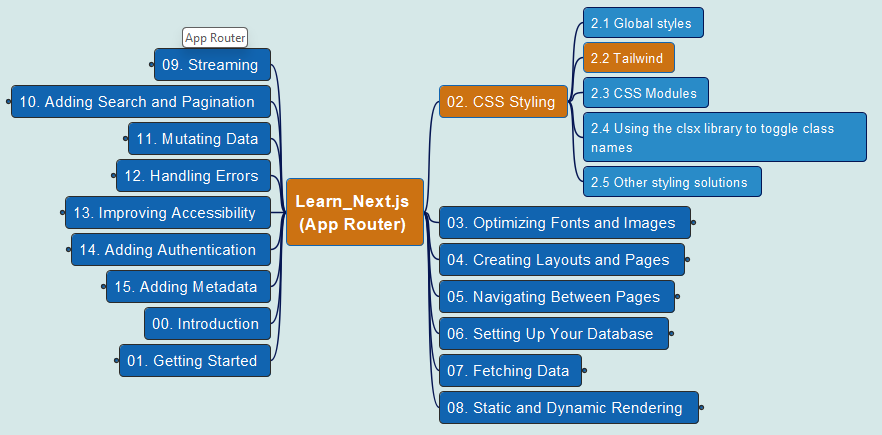 App Router
09. Streaming
10. Adding Search and Pagination
11. Mutating Data
12. Handling Errors
13. Improving Accessibility
14. Adding Authentication
15. Adding Metadata
00. Introduction
01. Getting Started
Learn_Next.js
(App Router)
02. CSS Styling
2.1 Global styles
2.2 Tailwind
2.3 CSS Modules
2.4 Using the clsx library to toggle class
names
2.5 Other styling solutions
03. Optimizing Fonts and Images
04. Creating Layouts and Pages
05. Navigating Between Pages
06. Setting Up Your Database
07. Fetching Data
08. Static and Dynamic Rendering